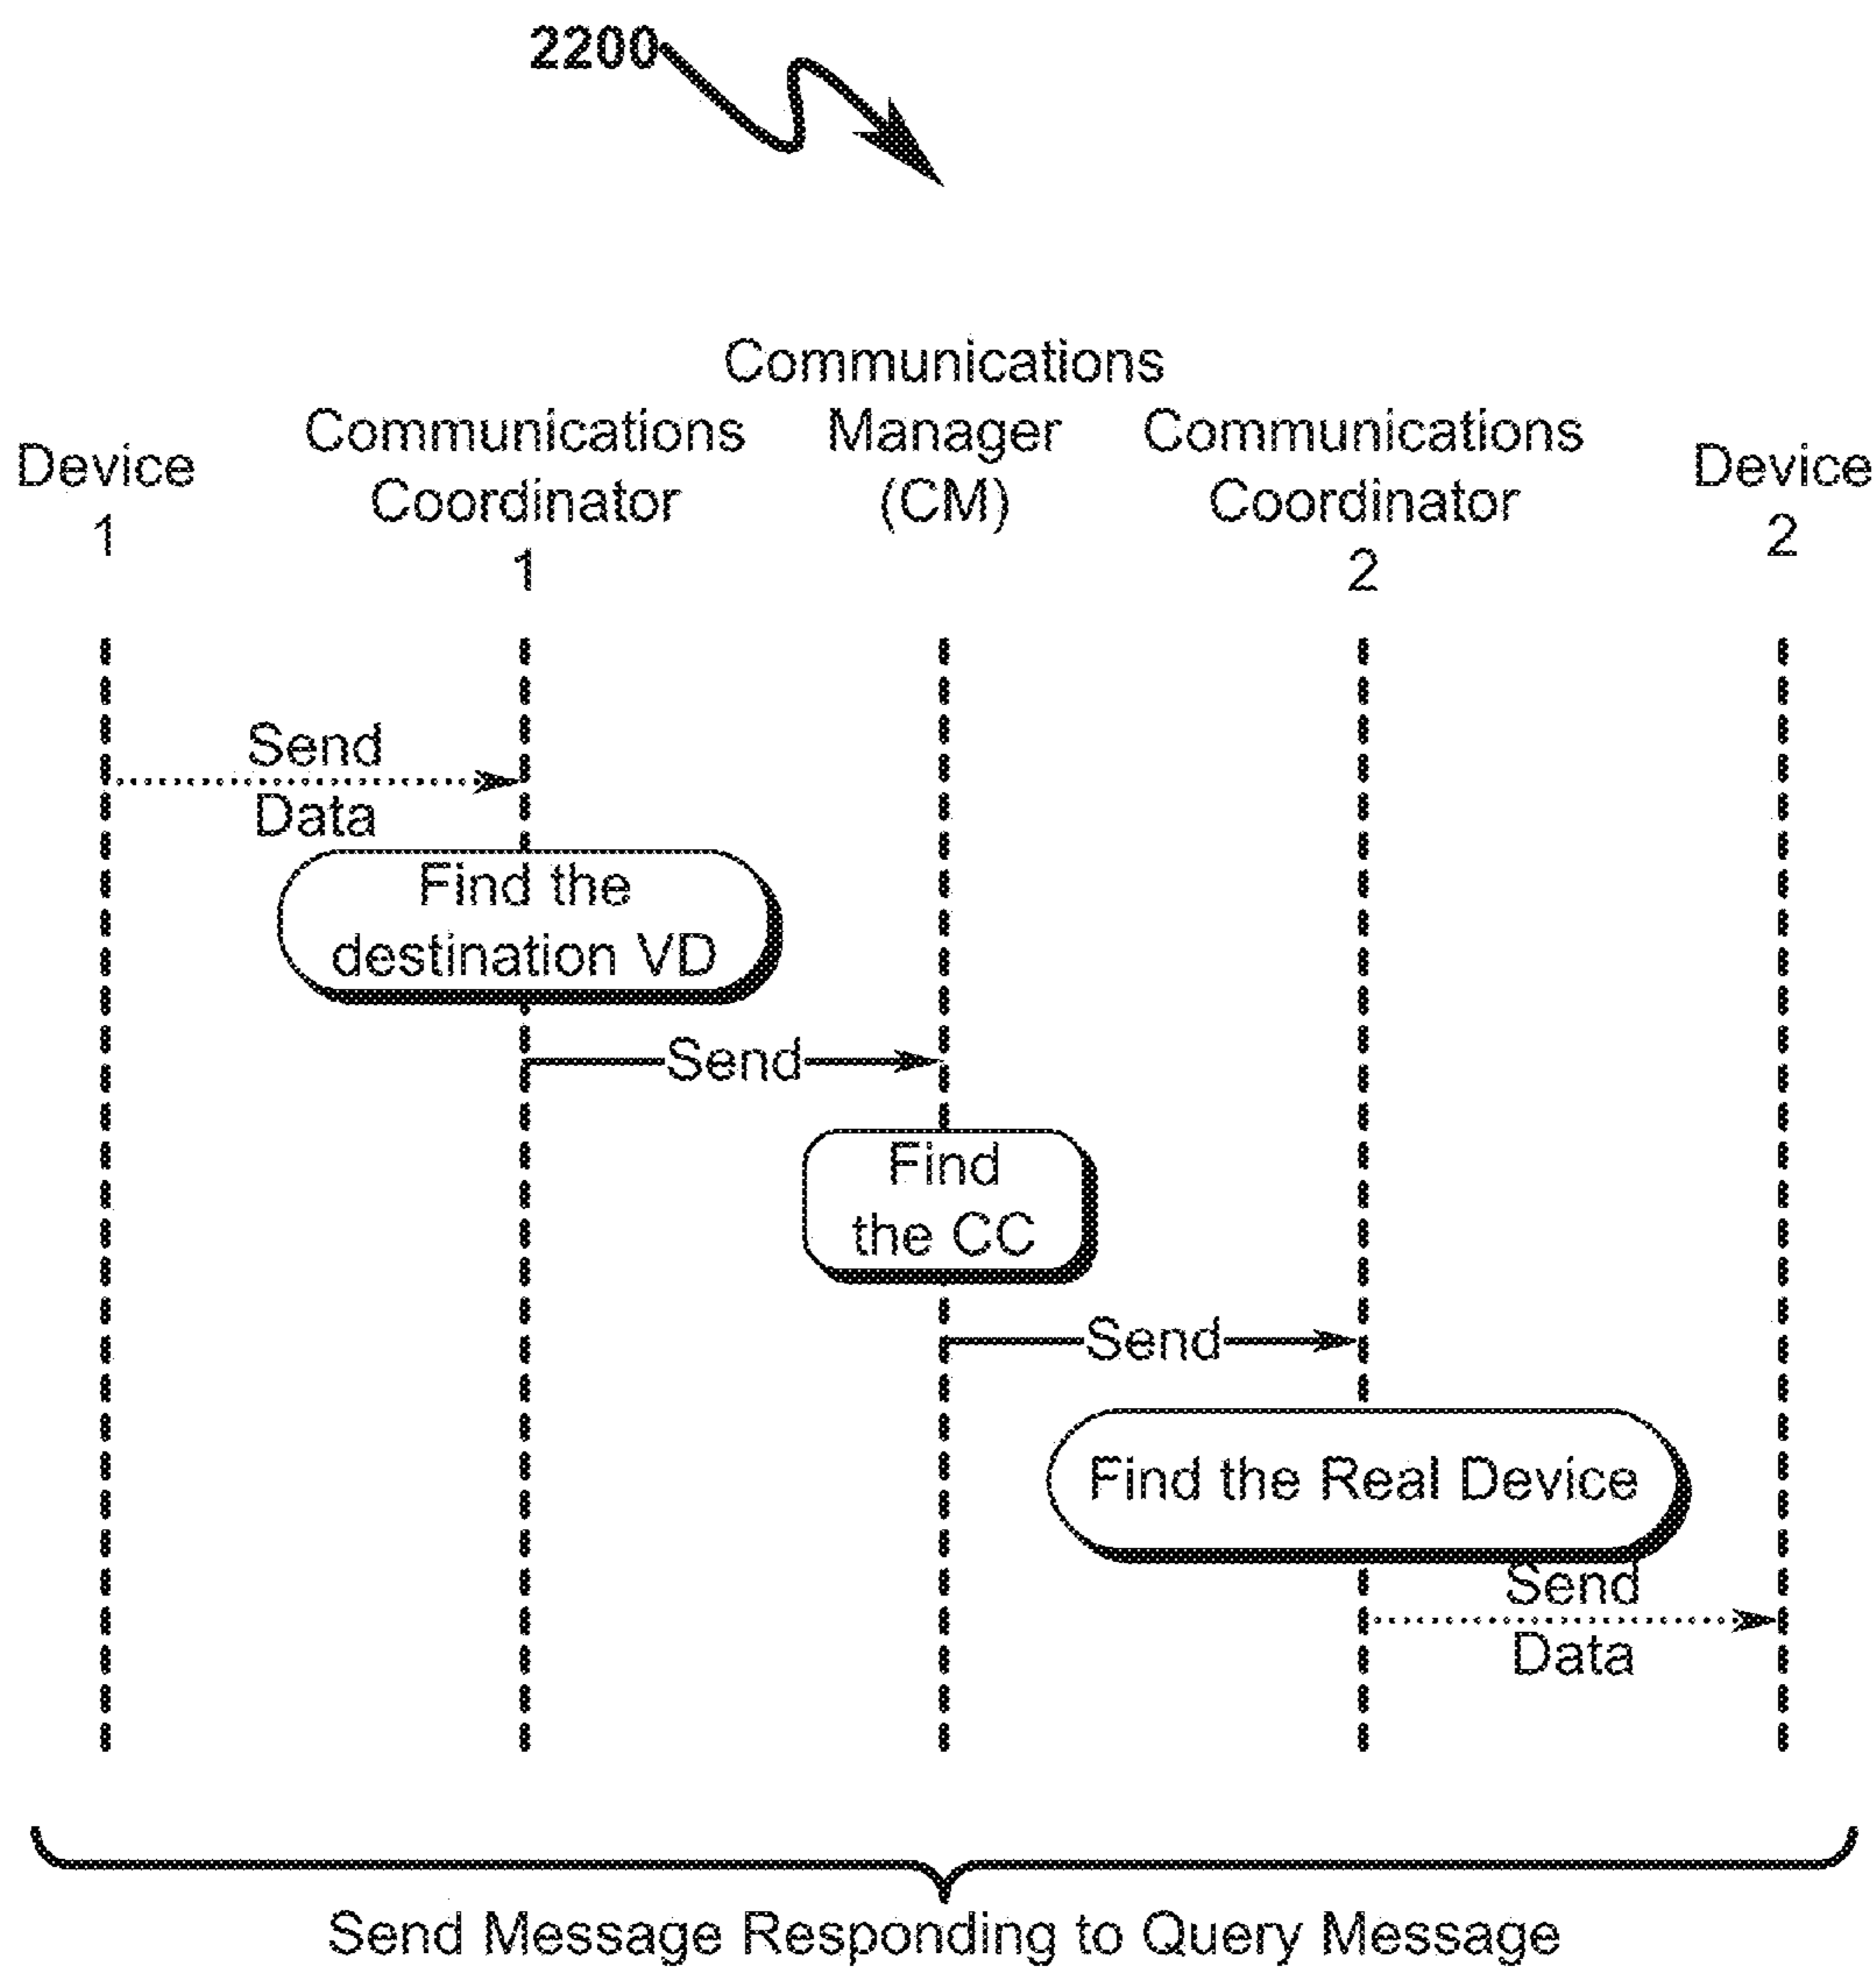 2200
Device
1
Communications
Coordinator
1
Communications
Manager
(CM)
Communications
Coordinator
2
Device
2
Send
Data
Find the
destination VD
Send
Find
the CC
Send
Find the Real Device
Send
Data
Send Message Responding to Query Message